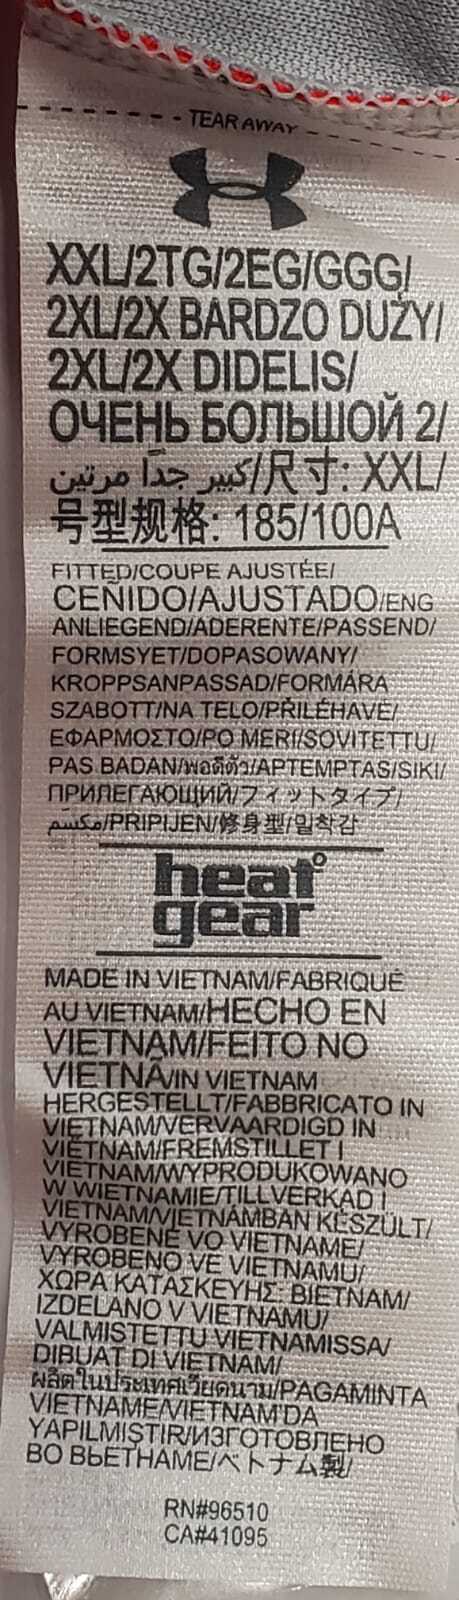 TEAR AWAY
XXL/2TG/2EG/GGG/
2XL/2X BARDZO DUŻY/
2XL/2X DIDELIS/
ОЧЕНЬ БОЛЬШОЙ 2/
كبير جدًا مرتين/尺寸: XXL/
号型规格: 185/100A
FITTED/COUPE AJUSTÉE/
CEÑIDO/AJUSTADO/ENG
ANLIEGEND/ADERENTE/PASSEND/
FORMSYET/DOPASOWANY/
KROPPSANPASSAD/FORMÁRA
SZABOTT/NA TELO/PŘILÉHAVÉ/
ΕΦΑΡΜΟΣΤΟ/PO MERI/SOVITETTU/
PAS BADAN/พอดีตัว/APTEMPTAS/SIKI/
ПРИЛЕГАЮЩИЙ/フィットタイプ/
مكسّم/PRIPIJEN/修身型/밀착감
heat
gear
MADE IN VIETNAM/FABRIQUÉ
AU VIETNAM/HECHO EN
VIETNAM/FEITO NO
VIETNÃ/IN VIETNAM
HERGESTELLT/FABBRICATO IN
VIETNAM/VERVAARDIGD IN
VIETNAM/FREMSTILLET I
VIETNAM/WYPRODUKOWANO
W WIETNAMIE/TILLVERKAD I
VIETNAM/VIETNÁMBAN KÉSZÜLT/
VYROBENÉ VO VIETNAME/
VYROBENO VE VIETNAMU/
ΧΩΡΑ ΚΑΤΑΣΚΕΥΗΣ: ΒΙΕΤΝΑΜ/
IZDELANO V VIETNAMU/
VALMISTETTU VIETNAMISSA/
DIBUAT DI VIETNAM/
ผลิตในประเทศเวียดนาม/PAGAMINTA
VIETNAME/VIETNAM'DA
YAPILMIŞTIR/ИЗГОТОВЛЕНО
ВО ВЬЕТНАМЕ/ベトナム製/
RN#96510
CA#41095